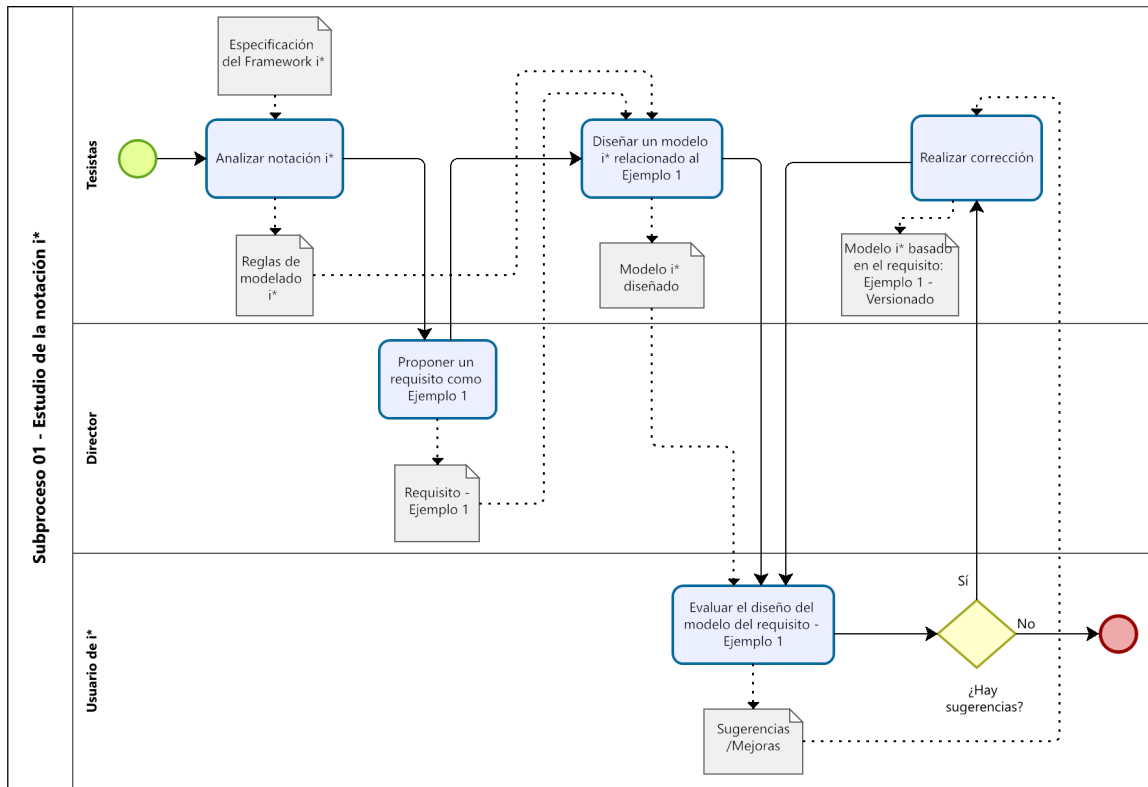 Subproceso 01 - Estudio de la notación i*
Tesistas
Especificación
del Framework i*
Analizar notación i*
Reglas de
modelado
i*
Diseñar un modelo
i* relacionado al
Ejemplo 1
Modelo i*
diseñado
Realizar corrección
Modelo i* basado
en el requisito:
Ejemplo 1 -
Versionado
Director
Proponer un
requisito como
Ejemplo 1
Requisito -
Ejemplo 1
Usuario de i*
Evaluar el diseño del
modelo del requisito -
Ejemplo 1
Sugerencias
/Mejoras
Sí
No
¿Hay
sugerencias?